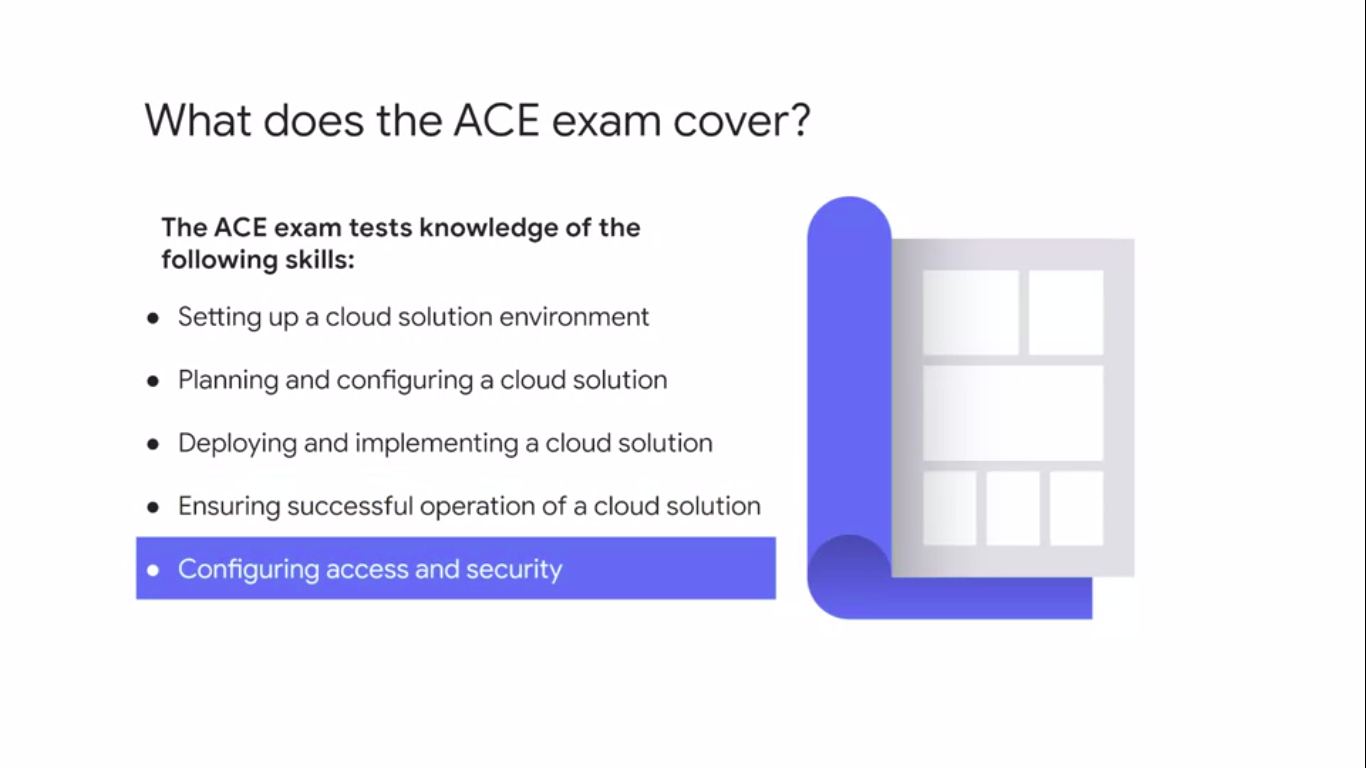 What does the ACE exam cover?
The ACE exam tests knowledge of the
following skills:
● Setting up a cloud solution environment
● Planning and configuring a cloud solution
● Deploying and implementing a cloud solution
● Ensuring successful operation of a cloud solution
● Configuring access and security